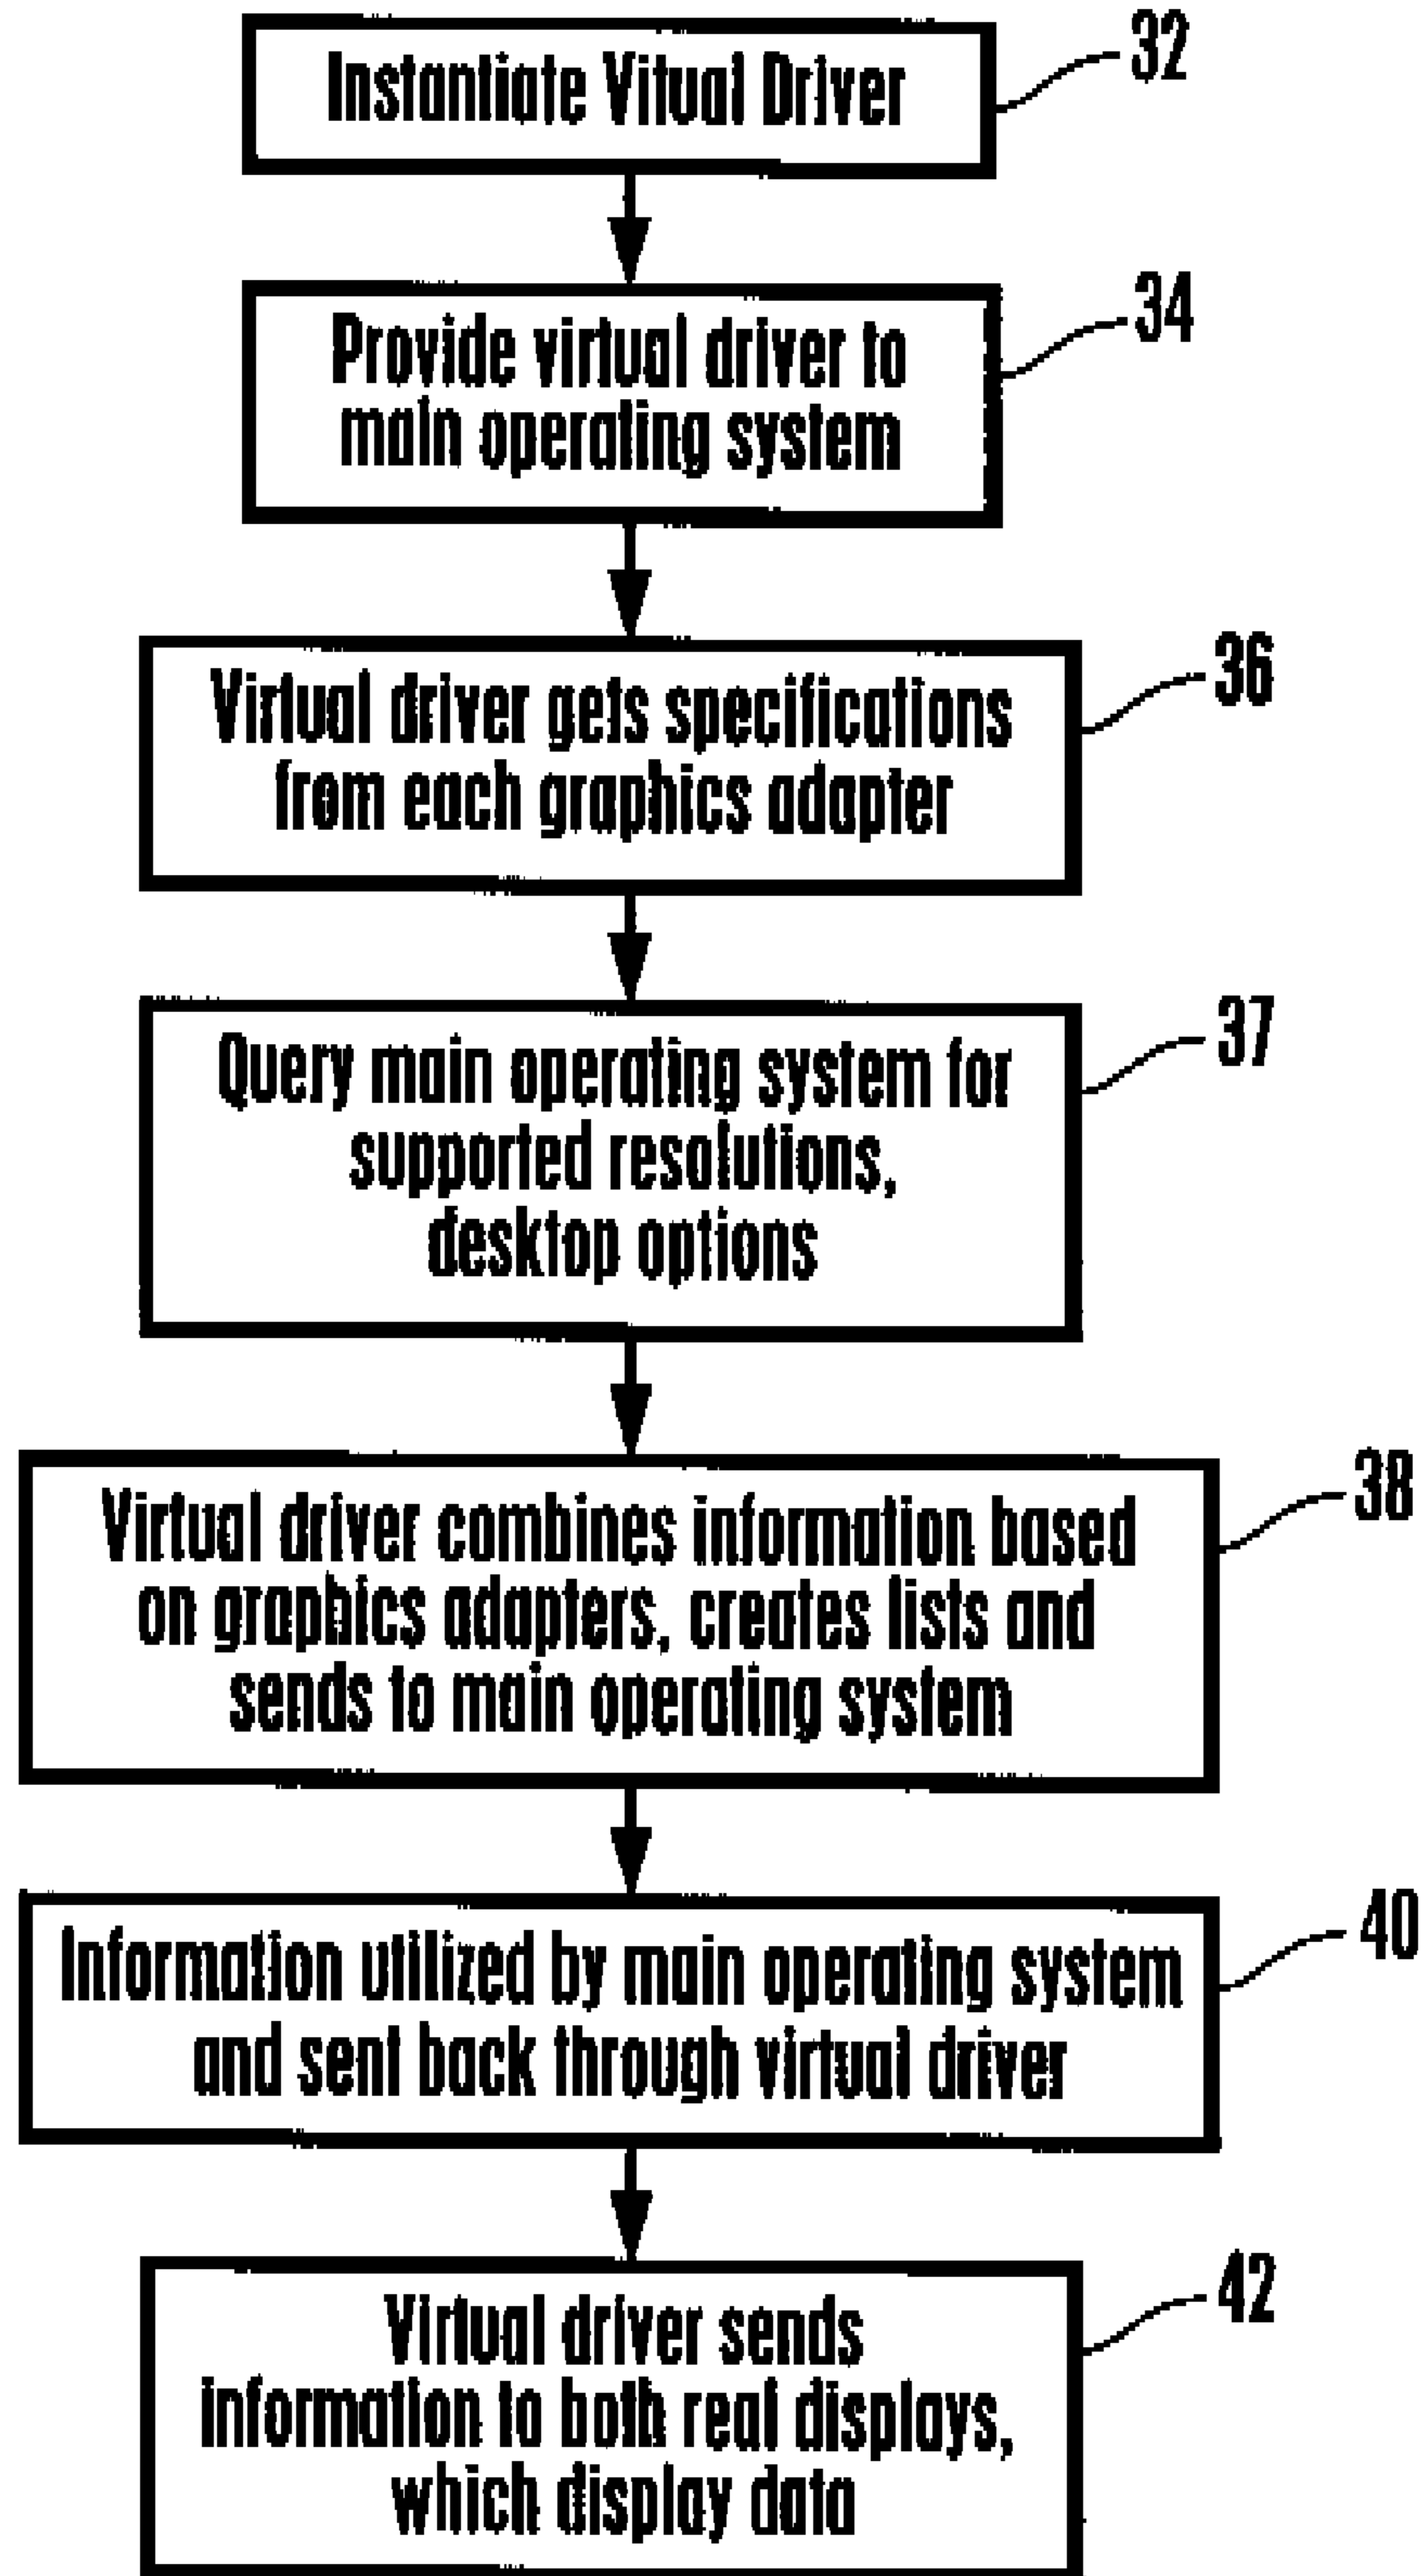 Instantiate Vitual Driver
32
Provide virtual driver to
main operating system
34
Virtual driver gets specifications
from each graphics adapter
36
Query main operating system for
supported resolutions,
desktop options
37
Virtual driver combines information based
on graphics adapters, creates lists and
sends to main operating system
38
Information utilized by main operating system
and sent back through virtual driver
40
Virtual driver sends
information to both real displays,
which display data
42